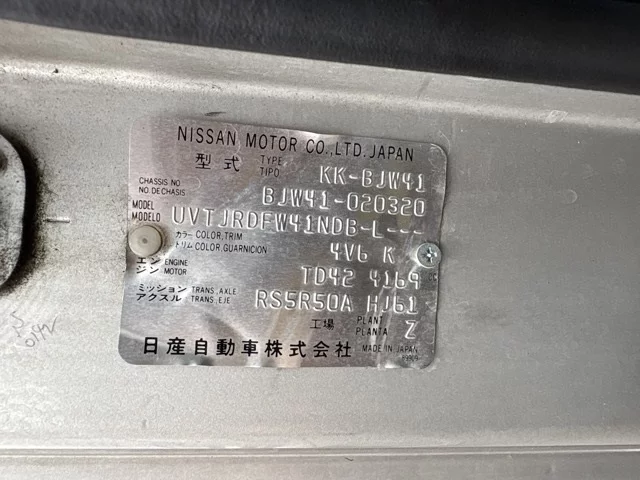 NISSAN MOTOR CO.,LTD.JAPAN
型式 TYPE TIPO KK-BJW41
CHASSIS NO NO.DECHASIS BJW41-020320
MODEL MODELO UVTJRDFW41NDB-L---
カラー COLOR,TRIM トリム COLOR,GUARNICION 4V6 K
エンジン ENGINE MOTOR TD42 4169
ミッション TRANS,AXLE アクスル TRANS,EJE RS5R50A HJ61
工場 PLANT PLANTA Z
日産自動車株式会社 MADE IN JAPAN